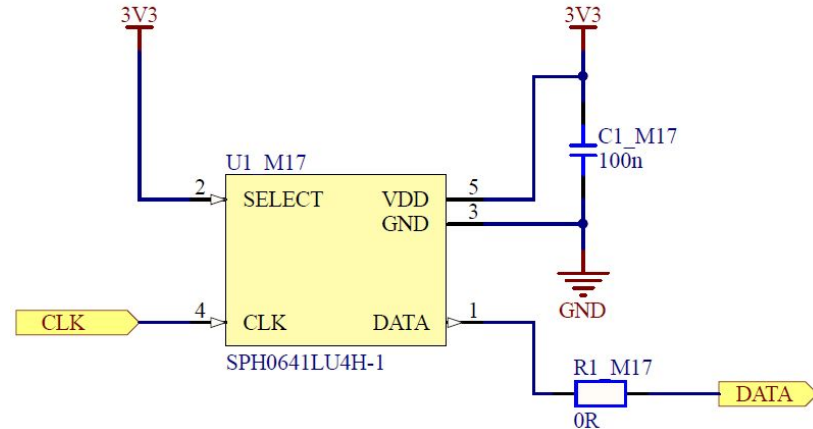 3V3
3V3
C1_M17
100n
U1_M17
2
SELECT
VDD
5
GND
3
GND
CLK
4
CLK
DATA
1
SPH0641LU4H-1
R1_M17
0R
DATA